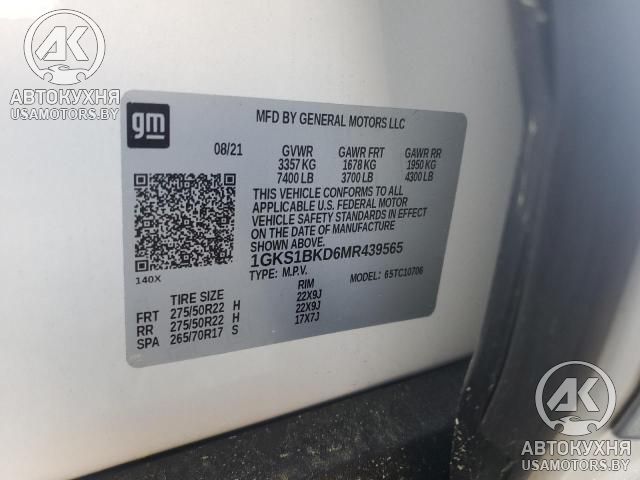 AK
АВТОКУХНЯ
USAMOTORS.BY
gm
MFD BY GENERAL MOTORS LLC
08/21 GVWR GAWR FRT GAWR RR
3357 KG 1678 KG 1950 KG
7400 LB 3700 LB 4300 LB
THIS VEHICLE CONFORMS TO ALL
APPLICABLE U.S. FEDERAL MOTOR
VEHICLE SAFETY STANDARDS IN EFFECT
ON THE DATE OF MANUFACTURE
SHOWN ABOVE.
1GKS1BKD6MR439565
TYPE: M.P.V. MODEL: 65TC10706
140X
TIRE SIZE RIM
FRT 275/50R22 H 22X9J
RR 275/50R22 H 22X9J
SPA 265/70R17 S 17X7J
AK
АВТОКУХНЯ
USAMOTORS.BY